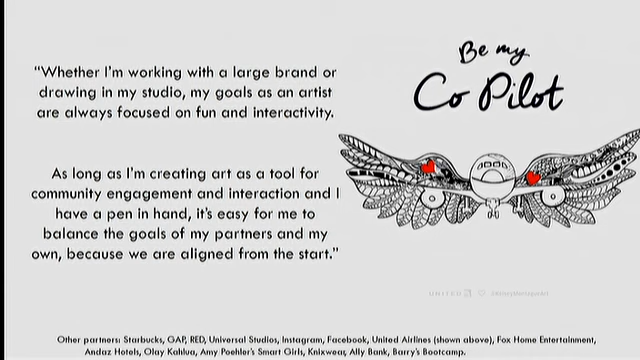 "Whether I'm working with a large brand or
drawing in my studio, my goals as an artist
are always focused on fun and interactivity.
As long as I'm creating art as a tool for
community engagement and interaction and I
have a pen in hand, it's easy for me to
balance the goals of my partners and my
own, because we are aligned from the start."
Be my
Co Pilot
UNITED
Other partners: Starbucks, GAP, RED, Universal Studios, Instagram, Facebook, United Airlines (shown above), Fox Home Entertainment,
Andaz Hotels, Olay Kahlua, Amy Poehler's Smart Girls, Knixwear, Ally Bank, Barry's Bootcamp.